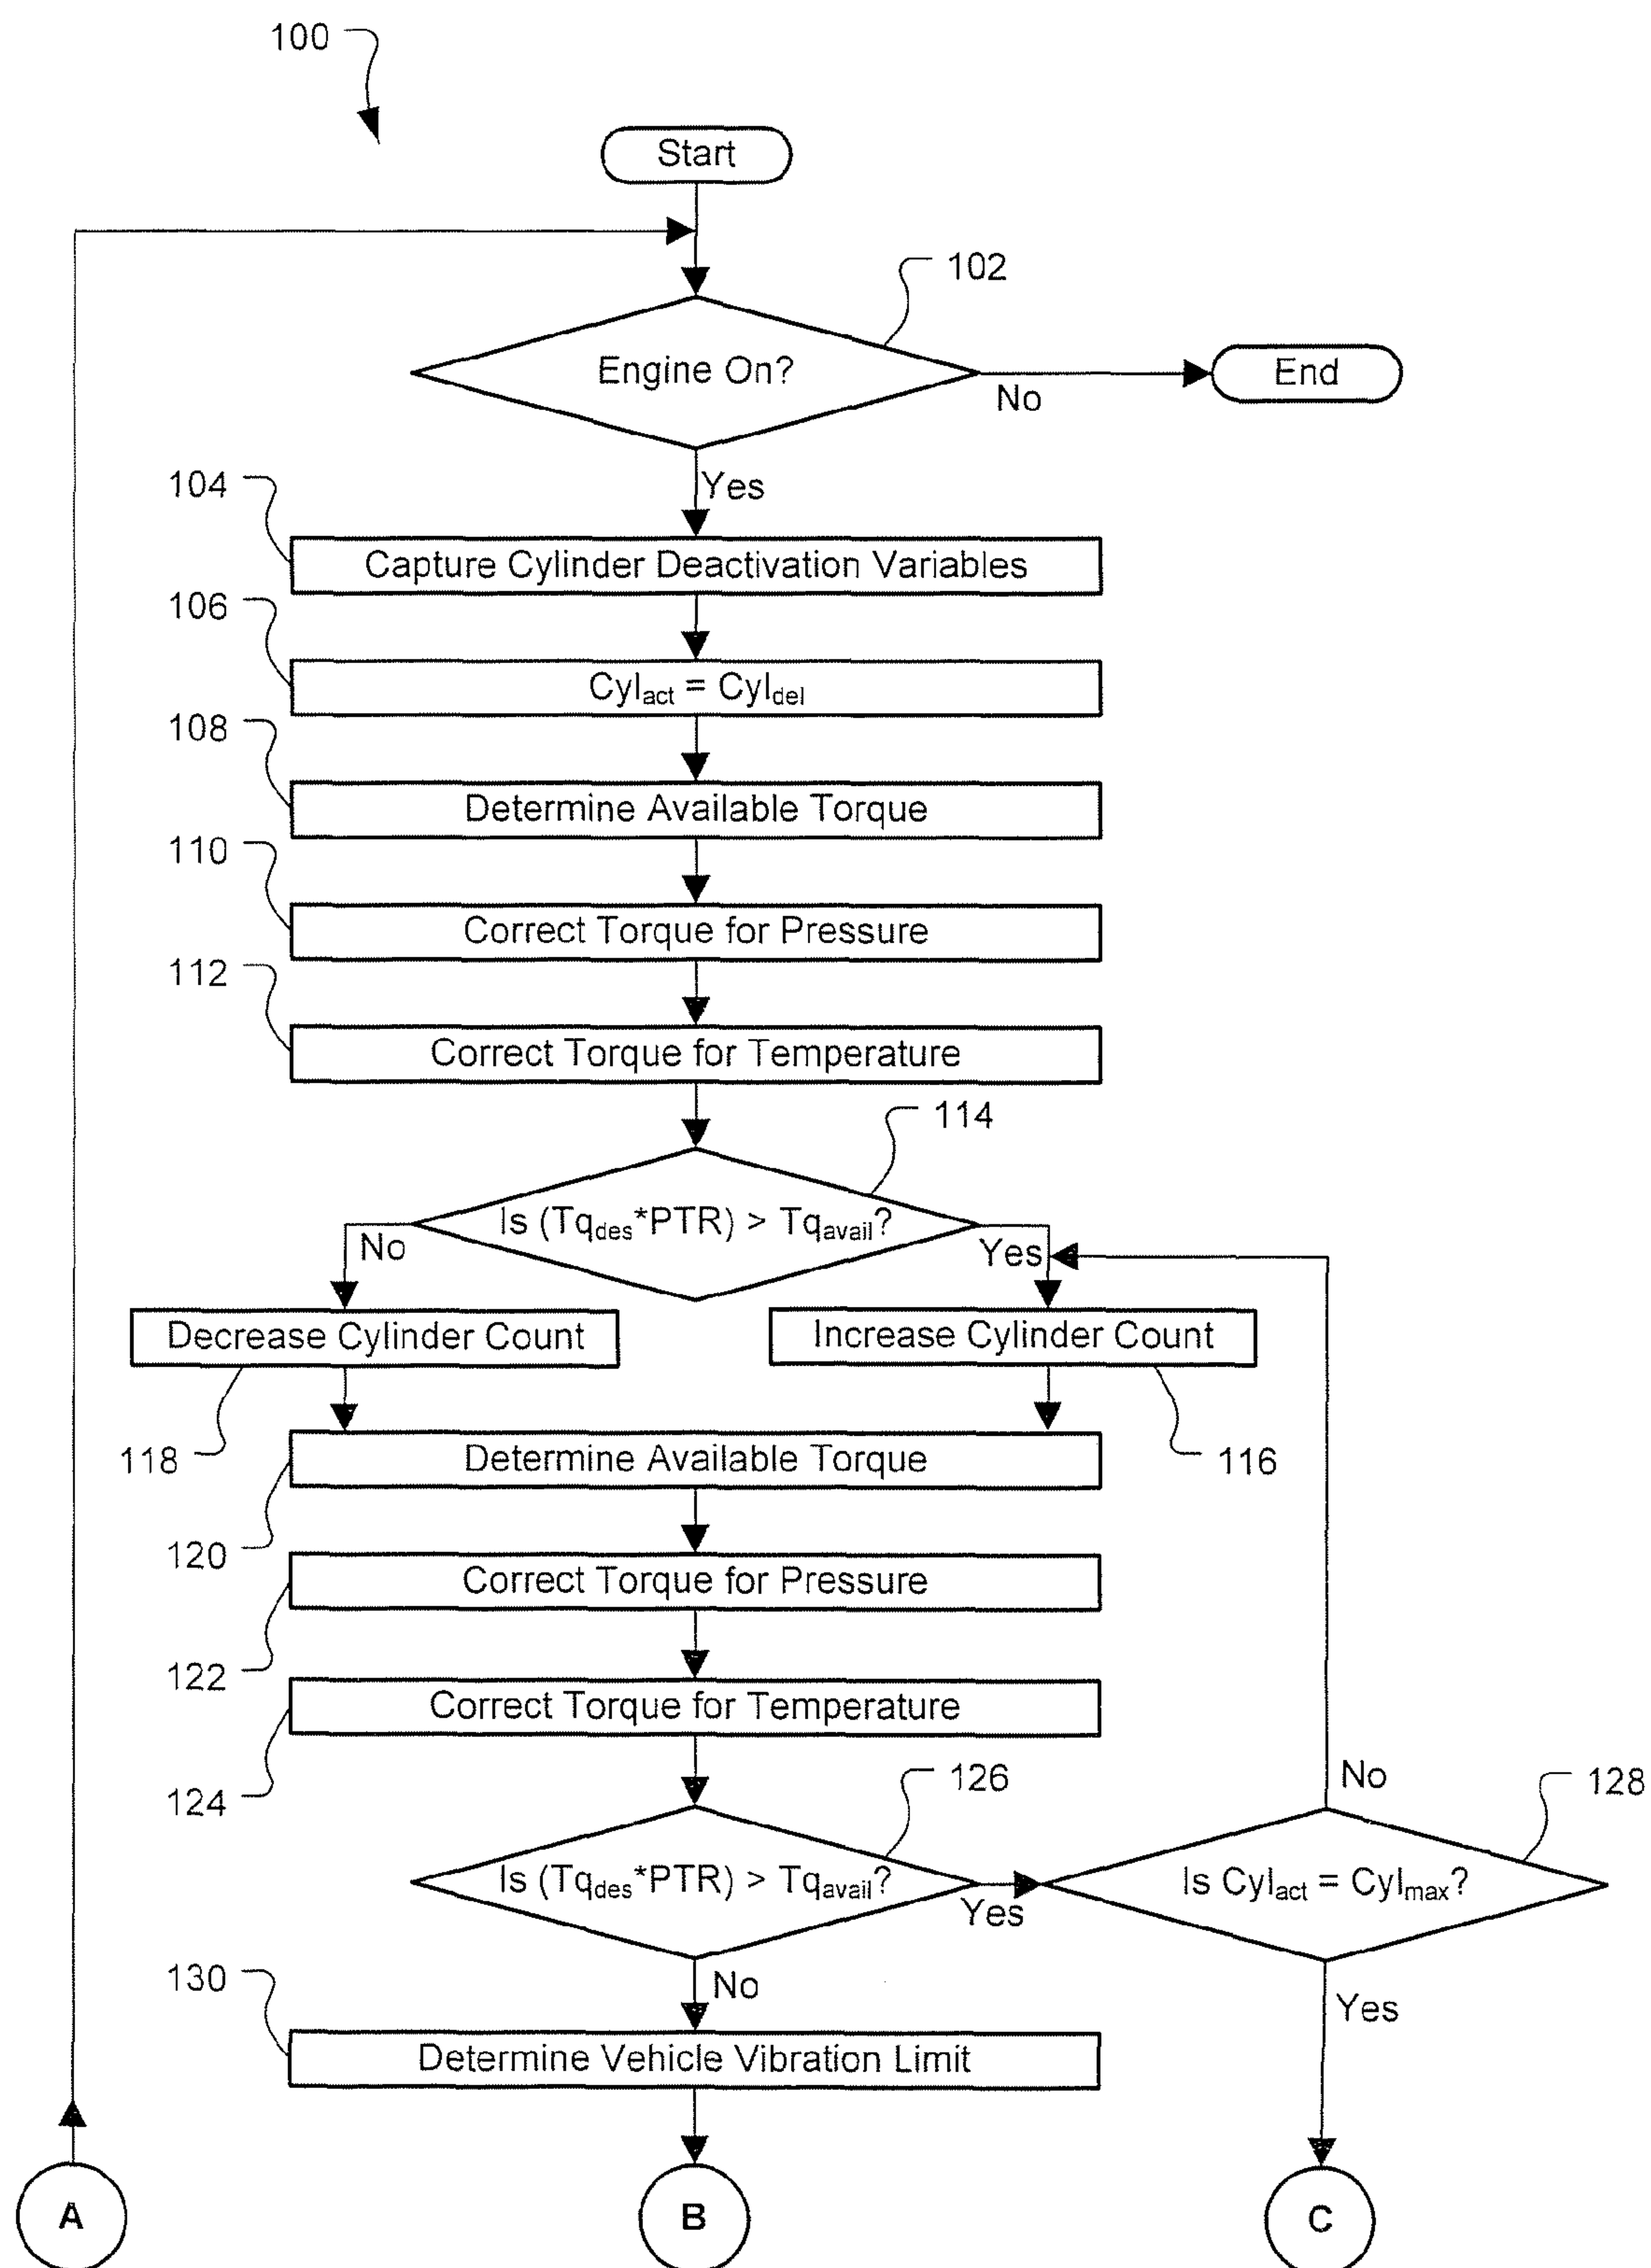 100
Start
102
Engine On?
End
No
Yes
104
Capture Cylinder Deactivation Variables
106
Cylact = Cyldel
108
Determine Available Torque
110
Correct Torque for Pressure
112
Correct Torque for Temperature
114
Is (Tqdes*PTR) > Tqavail?
No
Yes
Decrease Cylinder Count
Increase Cylinder Count
118
Determine Available Torque
116
120
Correct Torque for Pressure
122
Correct Torque for Temperature
124
126
No
128
Is (Tqdes*PTR) > Tqavail?
Is Cylact = Cylmax?
Yes
130
No
Yes
Determine Vehicle Vibration Limit
A
B
C